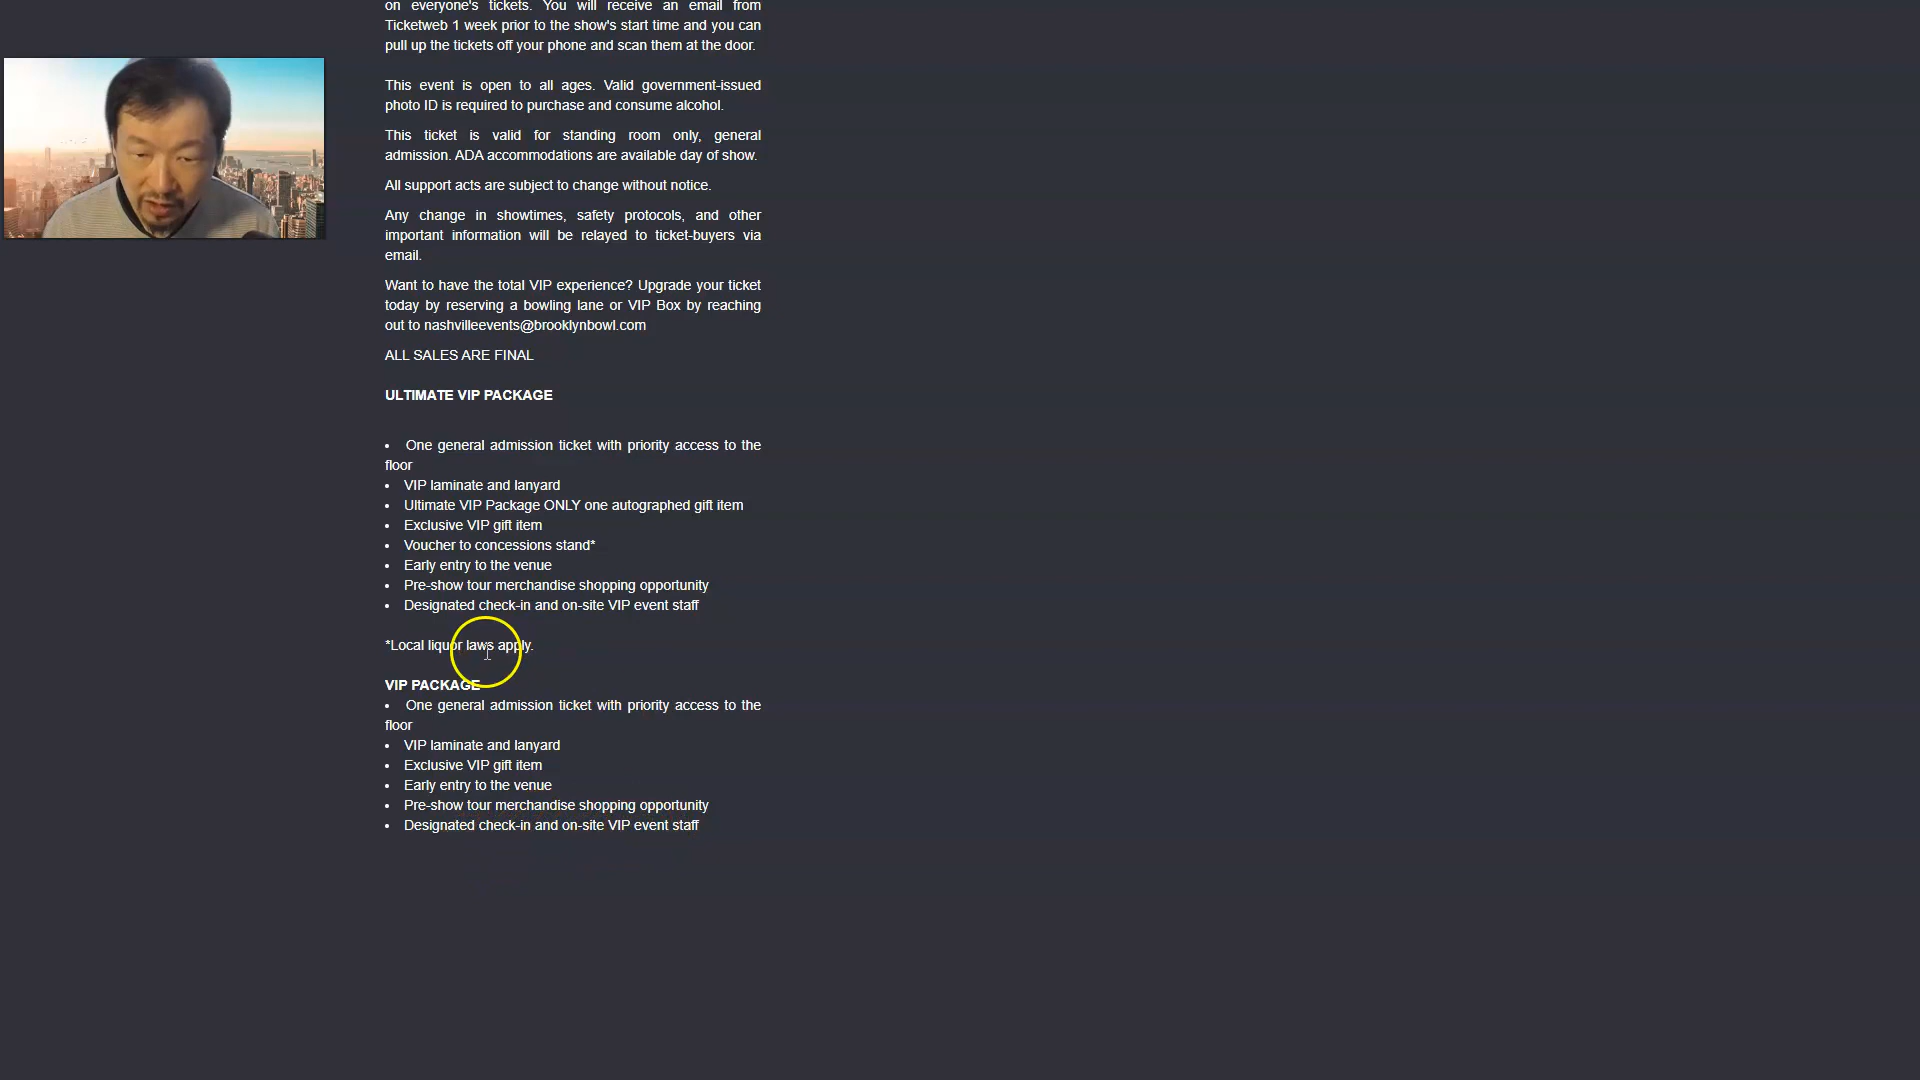 on everyone's tickets. You will receive an email from
Ticketweb 1 week prior to the show's start time and you can
pull up the tickets off your phone and scan them at the door.
This event is open to all ages. Valid government-issued
photo ID is required to purchase and consume alcohol.
This ticket is valid for standing room only, general
admission. ADA accommodations are available day of show.
All support acts are subject to change without notice.
Any change in showtimes, safety protocols, and other
important information will be relayed to ticket-buyers via
email.
Want to have the total VIP experience? Upgrade your ticket
today by reserving a bowling lane or VIP Box by reaching
out to nashvilleevents@brooklynbowl.com
ALL SALES ARE FINAL
ULTIMATE VIP PACKAGE
• One general admission ticket with priority access to the
floor
• VIP laminate and lanyard
• Ultimate VIP Package ONLY one autographed gift item
• Exclusive VIP gift item
• Voucher to concessions stand*
• Early entry to the venue
• Pre-show tour merchandise shopping opportunity
• Designated check-in and on-site VIP event staff
*Local liquor laws apply.
VIP PACKAGE
• One general admission ticket with priority access to the
floor
• VIP laminate and lanyard
• Exclusive VIP gift item
• Early entry to the venue
• Pre-show tour merchandise shopping opportunity
• Designated check-in and on-site VIP event staff